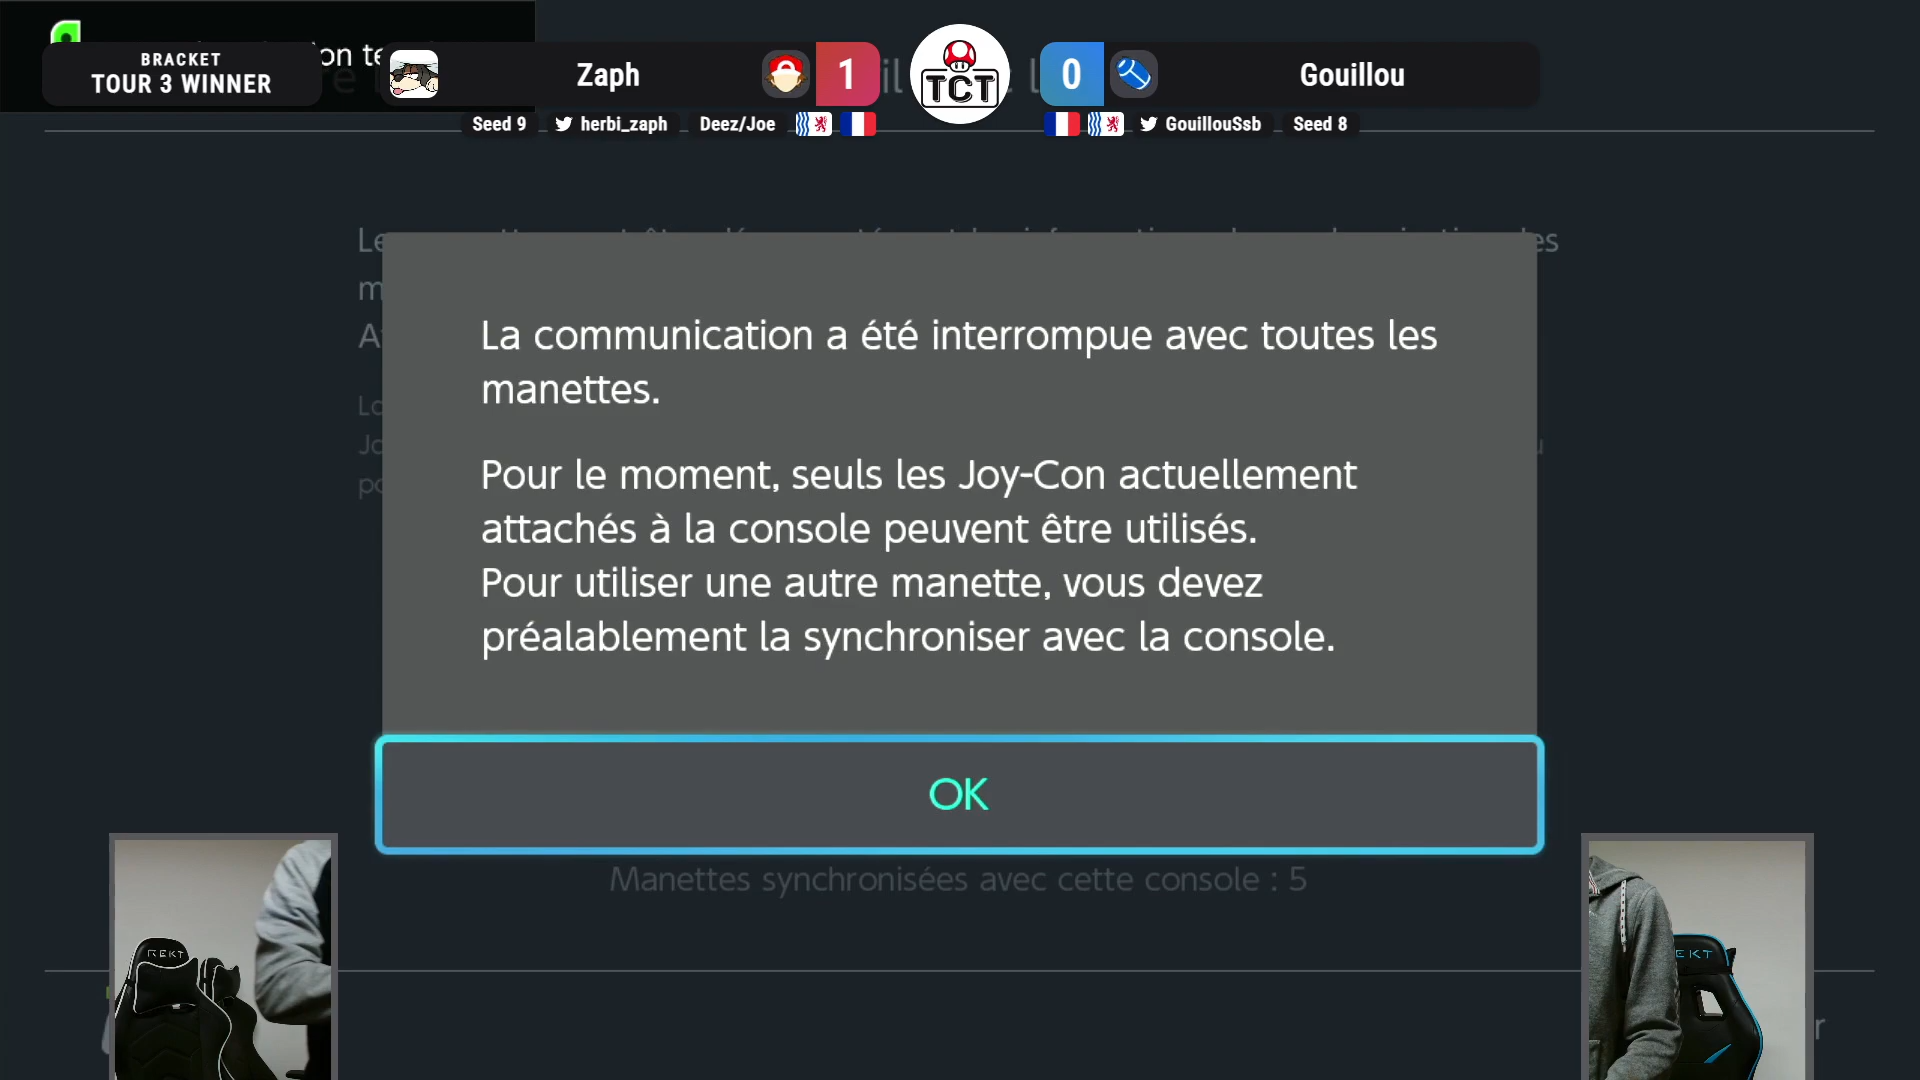 BRACKET
TOUR 3 WINNER
Zaph
1
TCT
0
Gouillou
Seed 9
herbi_zaph
Deez/Joe
GouillouSsb
Seed 8
La communication a été interrompue avec toutes les
manettes.
Pour le moment, seuls les Joy-Con actuellement
attachés à la console peuvent être utilisés.
Pour utiliser une autre manette, vous devez
préalablement la synchroniser avec la console.
OK
Manettes synchronisées avec cette console : 5
REKT